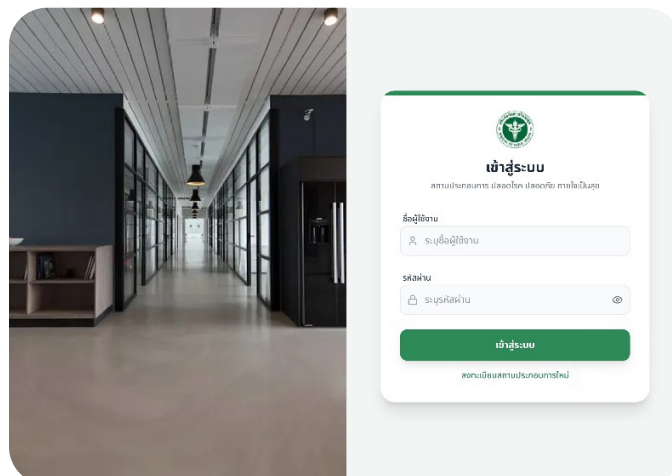 เข้าสู่ระบบ
สถานประกอบการ ปลอดโรค ปลอดภัย กายใจเป็นสุข
ชื่อผู้ใช้งาน
ระบุชื่อผู้ใช้งาน
รหัสผ่าน
ระบุรหัสผ่าน
เข้าสู่ระบบ
ลงทะเบียนสถานประกอบการใหม่